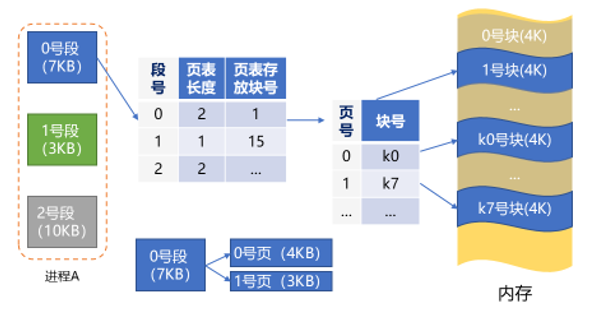 0号段
(7KB)
1号段
(3KB)
2号段
(10KB)
进程A
段号 页表长度 页表存放块号
0 2 1
1 1 15
2 2 ...
页号 块号
0 k0
1 k7
... ...
0号段
(7KB)
0号页（4KB）
1号页（3KB）
0号块(4K)
1号块(4K)
...
k0号块(4K)
...
k7号块(4K)
内存